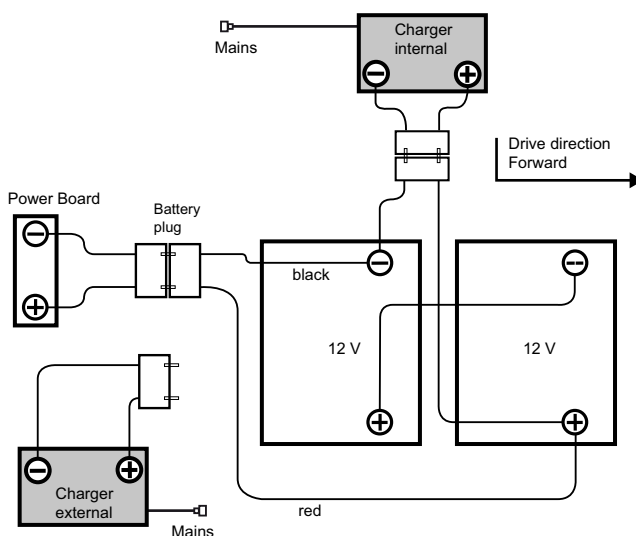 Charger
internal
Mains
Drive direction
Forward
Power Board
Battery
plug
black
12 V
12 V
Charger
external
red
Mains